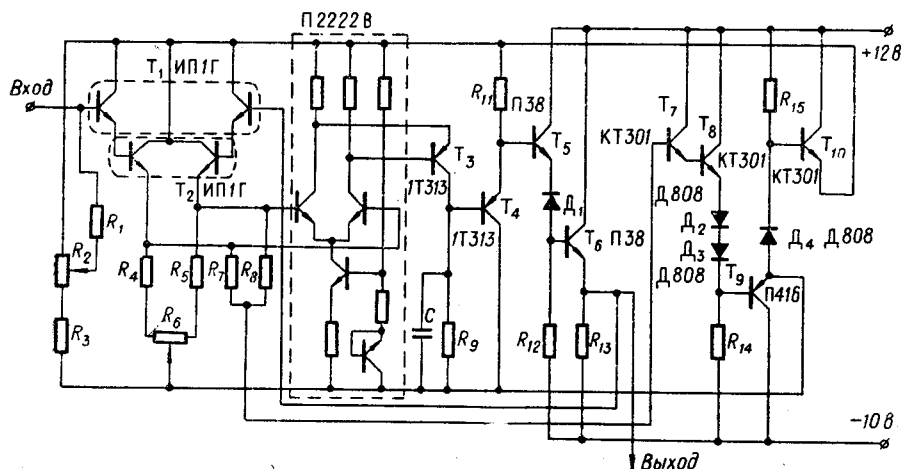 П2222В
Вход
T1 ИП1Г
T2
ИП1Г
R1
R2
R3
R4
R5
R6
R7
R8
C
R9
T3
1Т313
T4
1Т313
R11
П38
T5
Д1
T6 П38
R12
R13
Выход
T7
КТ301
T8
КТ301
Д808
Д2
Д3
Д808
T9
П416
R14
R15
T10
КТ301
Д4 Д808
+12В
−10В